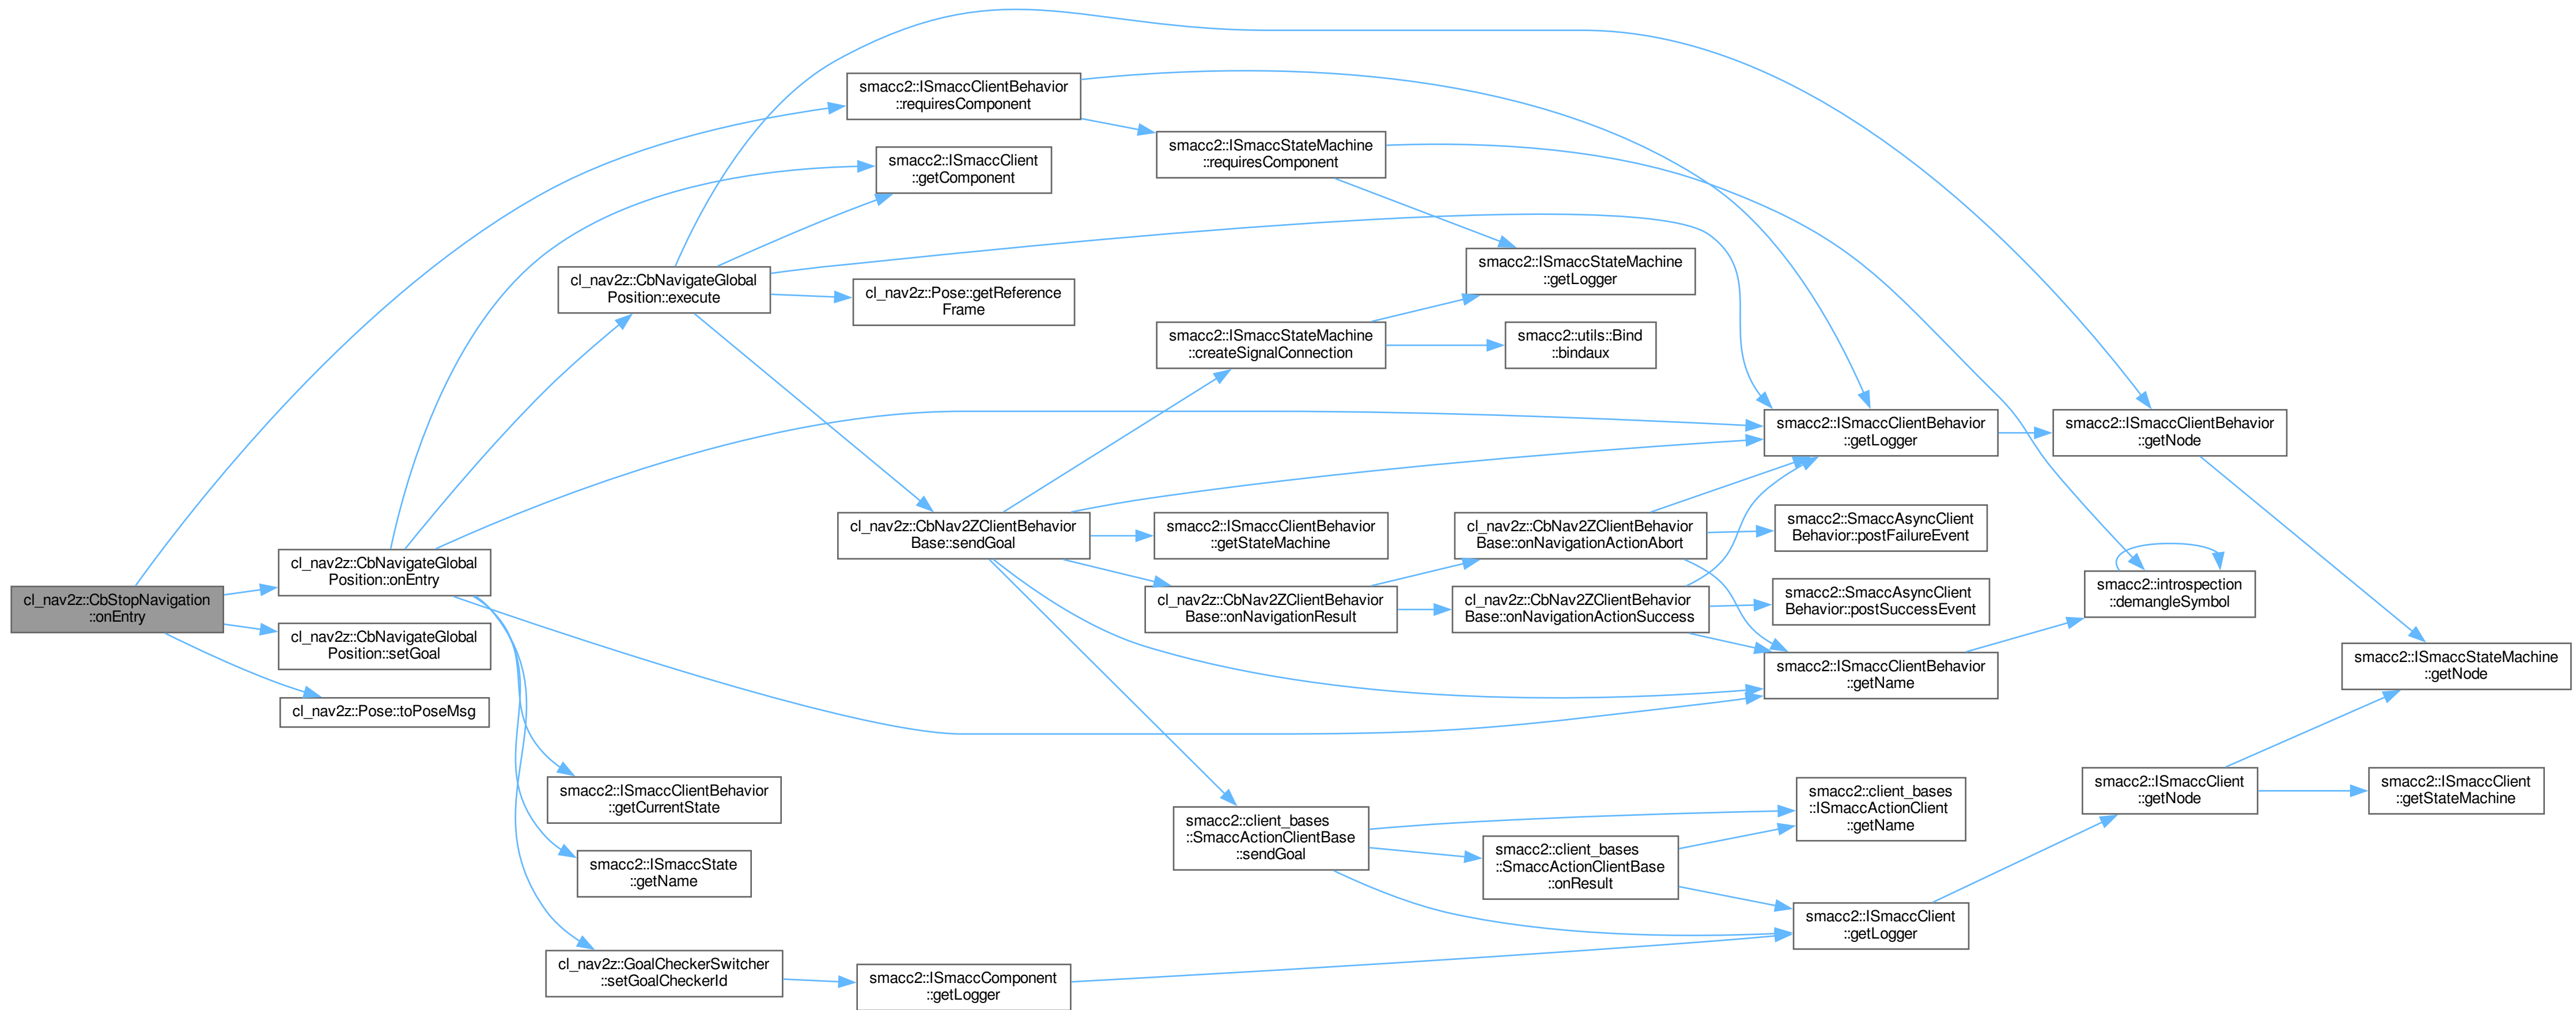 cl_nav2z::CbStopNavigation
::onEntry
cl_nav2z::CbNavigateGlobal
Position::onEntry
cl_nav2z::CbNavigateGlobal
Position::setGoal
cl_nav2z::Pose::toPoseMsg
cl_nav2z::CbNavigateGlobal
Position::execute
smacc2::ISmaccClientBehavior
::getCurrentState
smacc2::ISmaccState
::getName
cl_nav2z::GoalCheckerSwitcher
::setGoalCheckerId
smacc2::ISmaccClientBehavior
::requiresComponent
smacc2::ISmaccClient
::getComponent
cl_nav2z::Pose::getReference
Frame
cl_nav2z::CbNav2ZClientBehavior
Base::sendGoal
smacc2::ISmaccComponent
::getLogger
smacc2::ISmaccStateMachine
::requiresComponent
smacc2::ISmaccStateMachine
::createSignalConnection
smacc2::ISmaccClientBehavior
::getStateMachine
cl_nav2z::CbNav2ZClientBehavior
Base::onNavigationResult
smacc2::client_bases
::SmaccActionClientBase
::sendGoal
smacc2::ISmaccStateMachine
::getLogger
smacc2::utils::Bind
::bindaux
cl_nav2z::CbNav2ZClientBehavior
Base::onNavigationActionAbort
cl_nav2z::CbNav2ZClientBehavior
Base::onNavigationActionSuccess
smacc2::client_bases
::SmaccActionClientBase
::onResult
smacc2::ISmaccClientBehavior
::getLogger
smacc2::SmaccAsyncClient
Behavior::postFailureEvent
smacc2::SmaccAsyncClient
Behavior::postSuccessEvent
smacc2::ISmaccClientBehavior
::getName
smacc2::client_bases
::ISmaccActionClient
::getName
smacc2::ISmaccClient
::getLogger
smacc2::ISmaccClientBehavior
::getNode
smacc2::introspection
::demangleSymbol
smacc2::ISmaccClient
::getNode
smacc2::ISmaccStateMachine
::getNode
smacc2::ISmaccClient
::getStateMachine